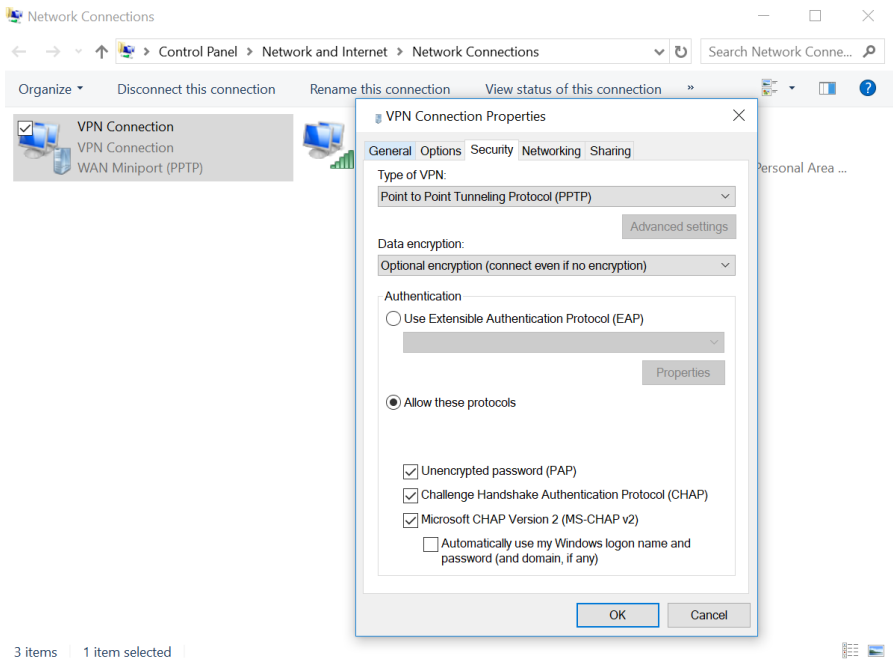 Network Connections
Control Panel > Network and Internet > Network Connections
Search Network Conne...
Organize
Disconnect this connection
Rename this connection
View status of this connection
»
?
VPN Connection
VPN Connection
WAN Miniport (PPTP)
Personal Area ...
VPN Connection Properties
General
Options
Security
Networking
Sharing
Type of VPN:
Point to Point Tunneling Protocol (PPTP)
Advanced settings
Data encryption:
Optional encryption (connect even if no encryption)
Authentication
Use Extensible Authentication Protocol (EAP)
Properties
Allow these protocols
Unencrypted password (PAP)
Challenge Handshake Authentication Protocol (CHAP)
Microsoft CHAP Version 2 (MS-CHAP v2)
Automatically use my Windows logon name and
password (and domain, if any)
OK
Cancel
3 items
1 item selected